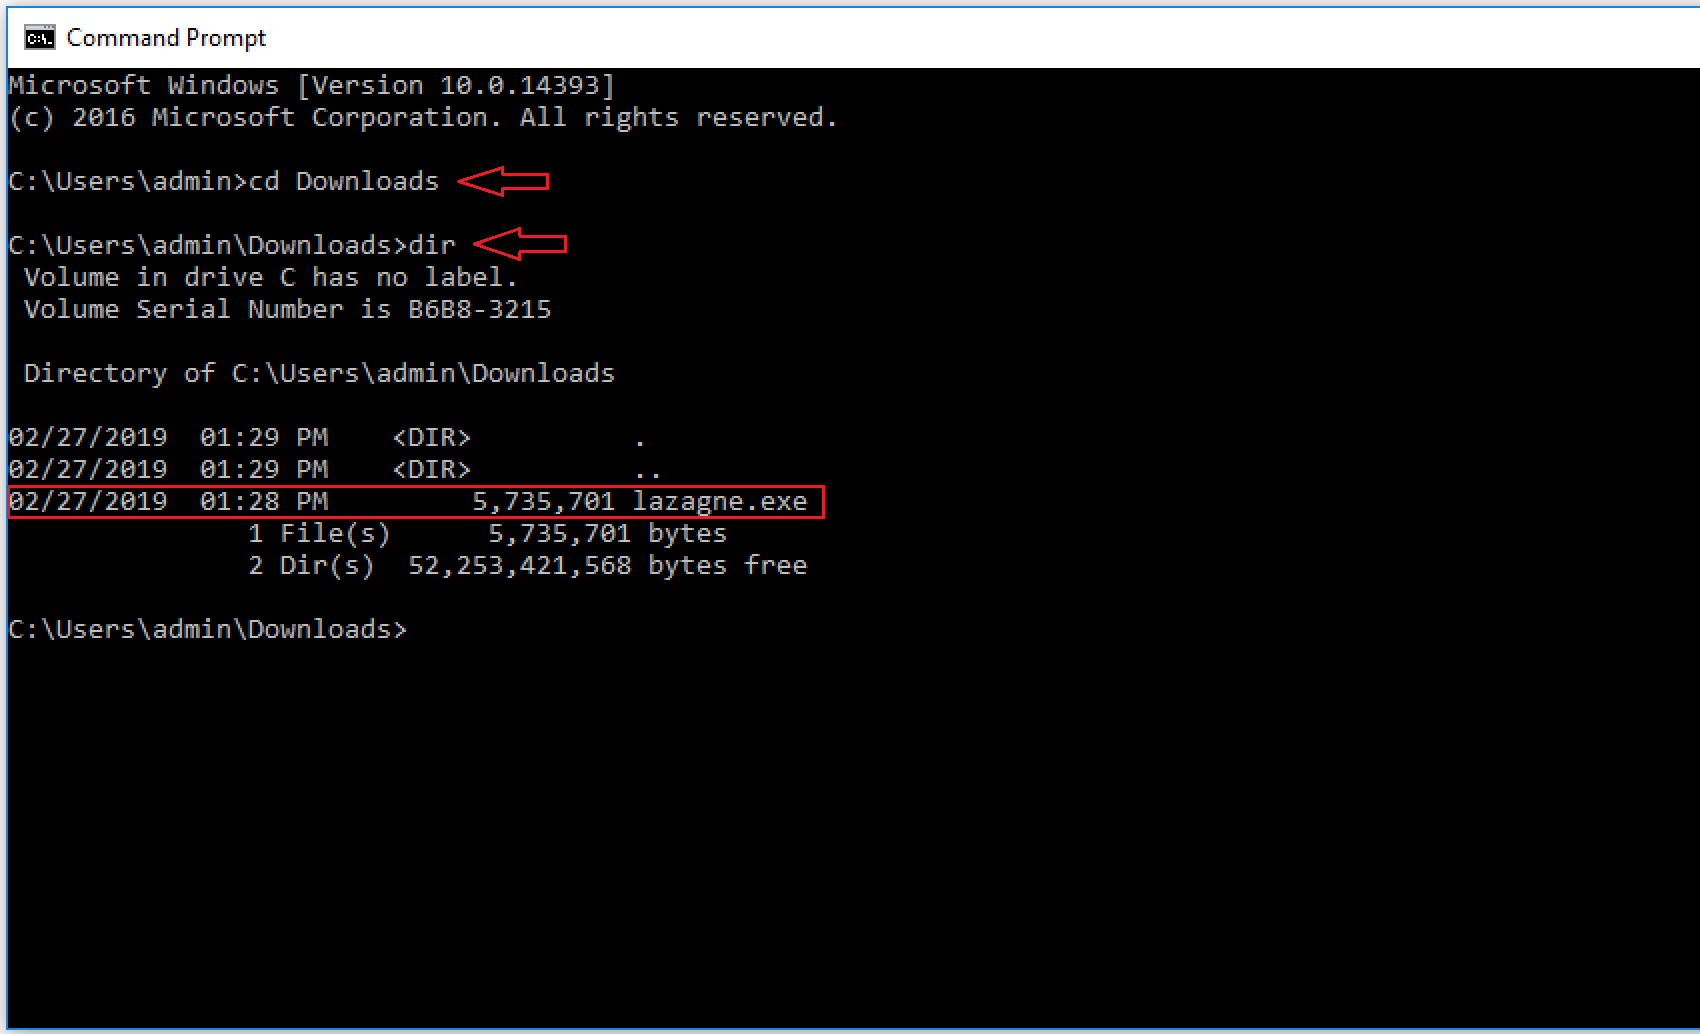 Command Prompt
Microsoft Windows [Version 10.0.14393]
(c) 2016 Microsoft Corporation. All rights reserved.
C:\Users\admin>cd Downloads
C:\Users\admin\Downloads>dir
 Volume in drive C has no label.
 Volume Serial Number is B6B8-3215
 Directory of C:\Users\admin\Downloads
02/27/2019  01:29 PM    <DIR>          .
02/27/2019  01:29 PM    <DIR>          ..
02/27/2019  01:28 PM         5,735,701 lazagne.exe
               1 File(s)      5,735,701 bytes
               2 Dir(s)  52,253,421,568 bytes free
C:\Users\admin\Downloads>